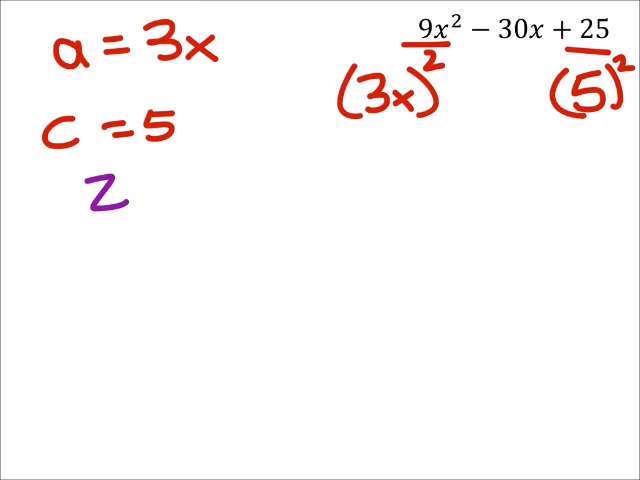 9x² − 30x + 25
a = 3x
(3x)² (5)²
c = 5
2